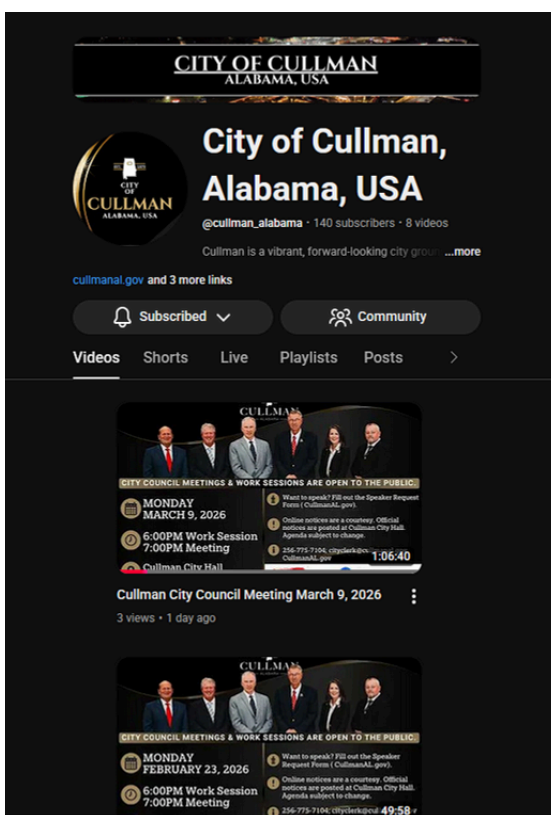 CITY OF CULLMAN
ALABAMA, USA
CITY
OF
CULLMAN
ALABAMA, USA
City of Cullman,
Alabama, USA
@cullman_alabama · 140 subscribers · 8 videos
Cullman is a vibrant, forward-looking city groun ...more
cullmanal.gov and 3 more links
Subscribed
Community
Videos Shorts Live Playlists Posts
CULLMAN
CITY COUNCIL MEETINGS & WORK SESSIONS ARE OPEN TO THE PUBLIC.
MONDAY
MARCH 9, 2026
6:00PM Work Session
7:00PM Meeting
Cullman City Hall
Want to speak? Fill out the Speaker Request
Form ( CullmanAL.gov).
Online notices are a courtesy. Official
notices are posted at Cullman City Hall.
Agenda subject to change.
256-775-7104; cityclerk@cu
CullmanAL.gov
1:06:40
Cullman City Council Meeting March 9, 2026
3 views · 1 day ago
CULLMAN
CITY COUNCIL MEETINGS & WORK SESSIONS ARE OPEN TO THE PUBLIC.
MONDAY
FEBRUARY 23, 2026
6:00PM Work Session
7:00PM Meeting
Want to speak? Fill out the Speaker
Request Form ( CullmanAL.gov).
Online notices are a courtesy. Official
notices are posted at Cullman City Hall.
Agenda subject to change.
256-775-7104; cityclerk@cul
49:58